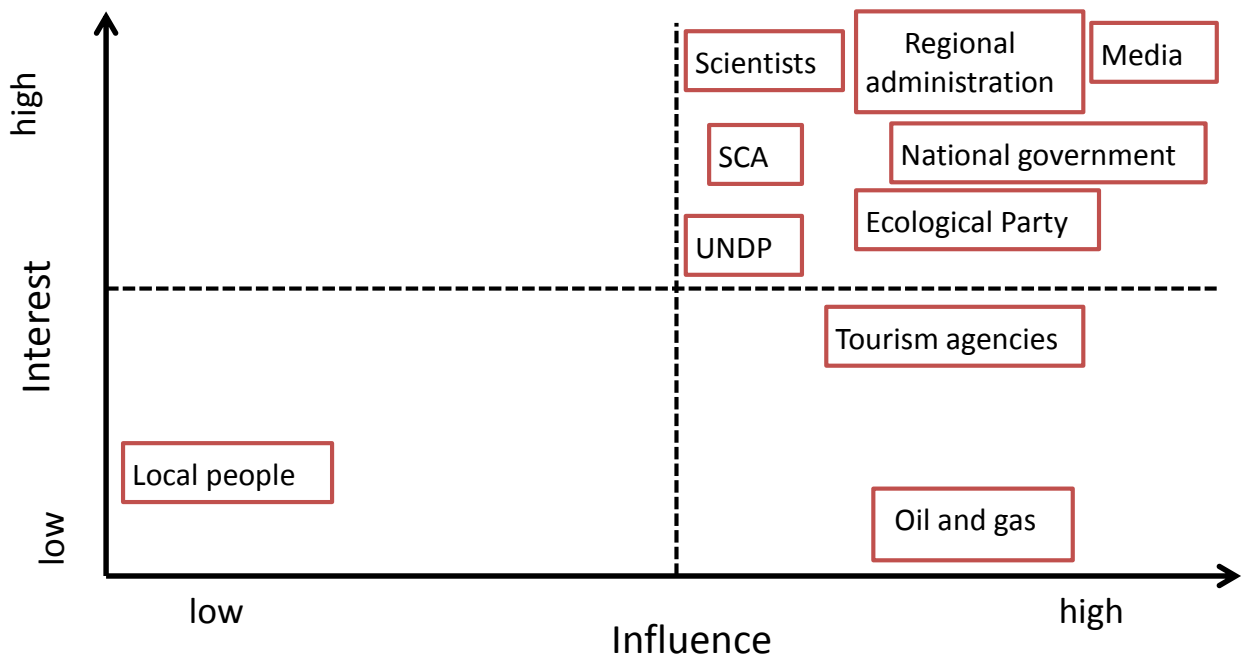 high
Interest
low
Scientists
Regional
administration
Media
SCA
National government
UNDP
Ecological Party
Tourism agencies
Local people
Oil and gas
low
high
Influence